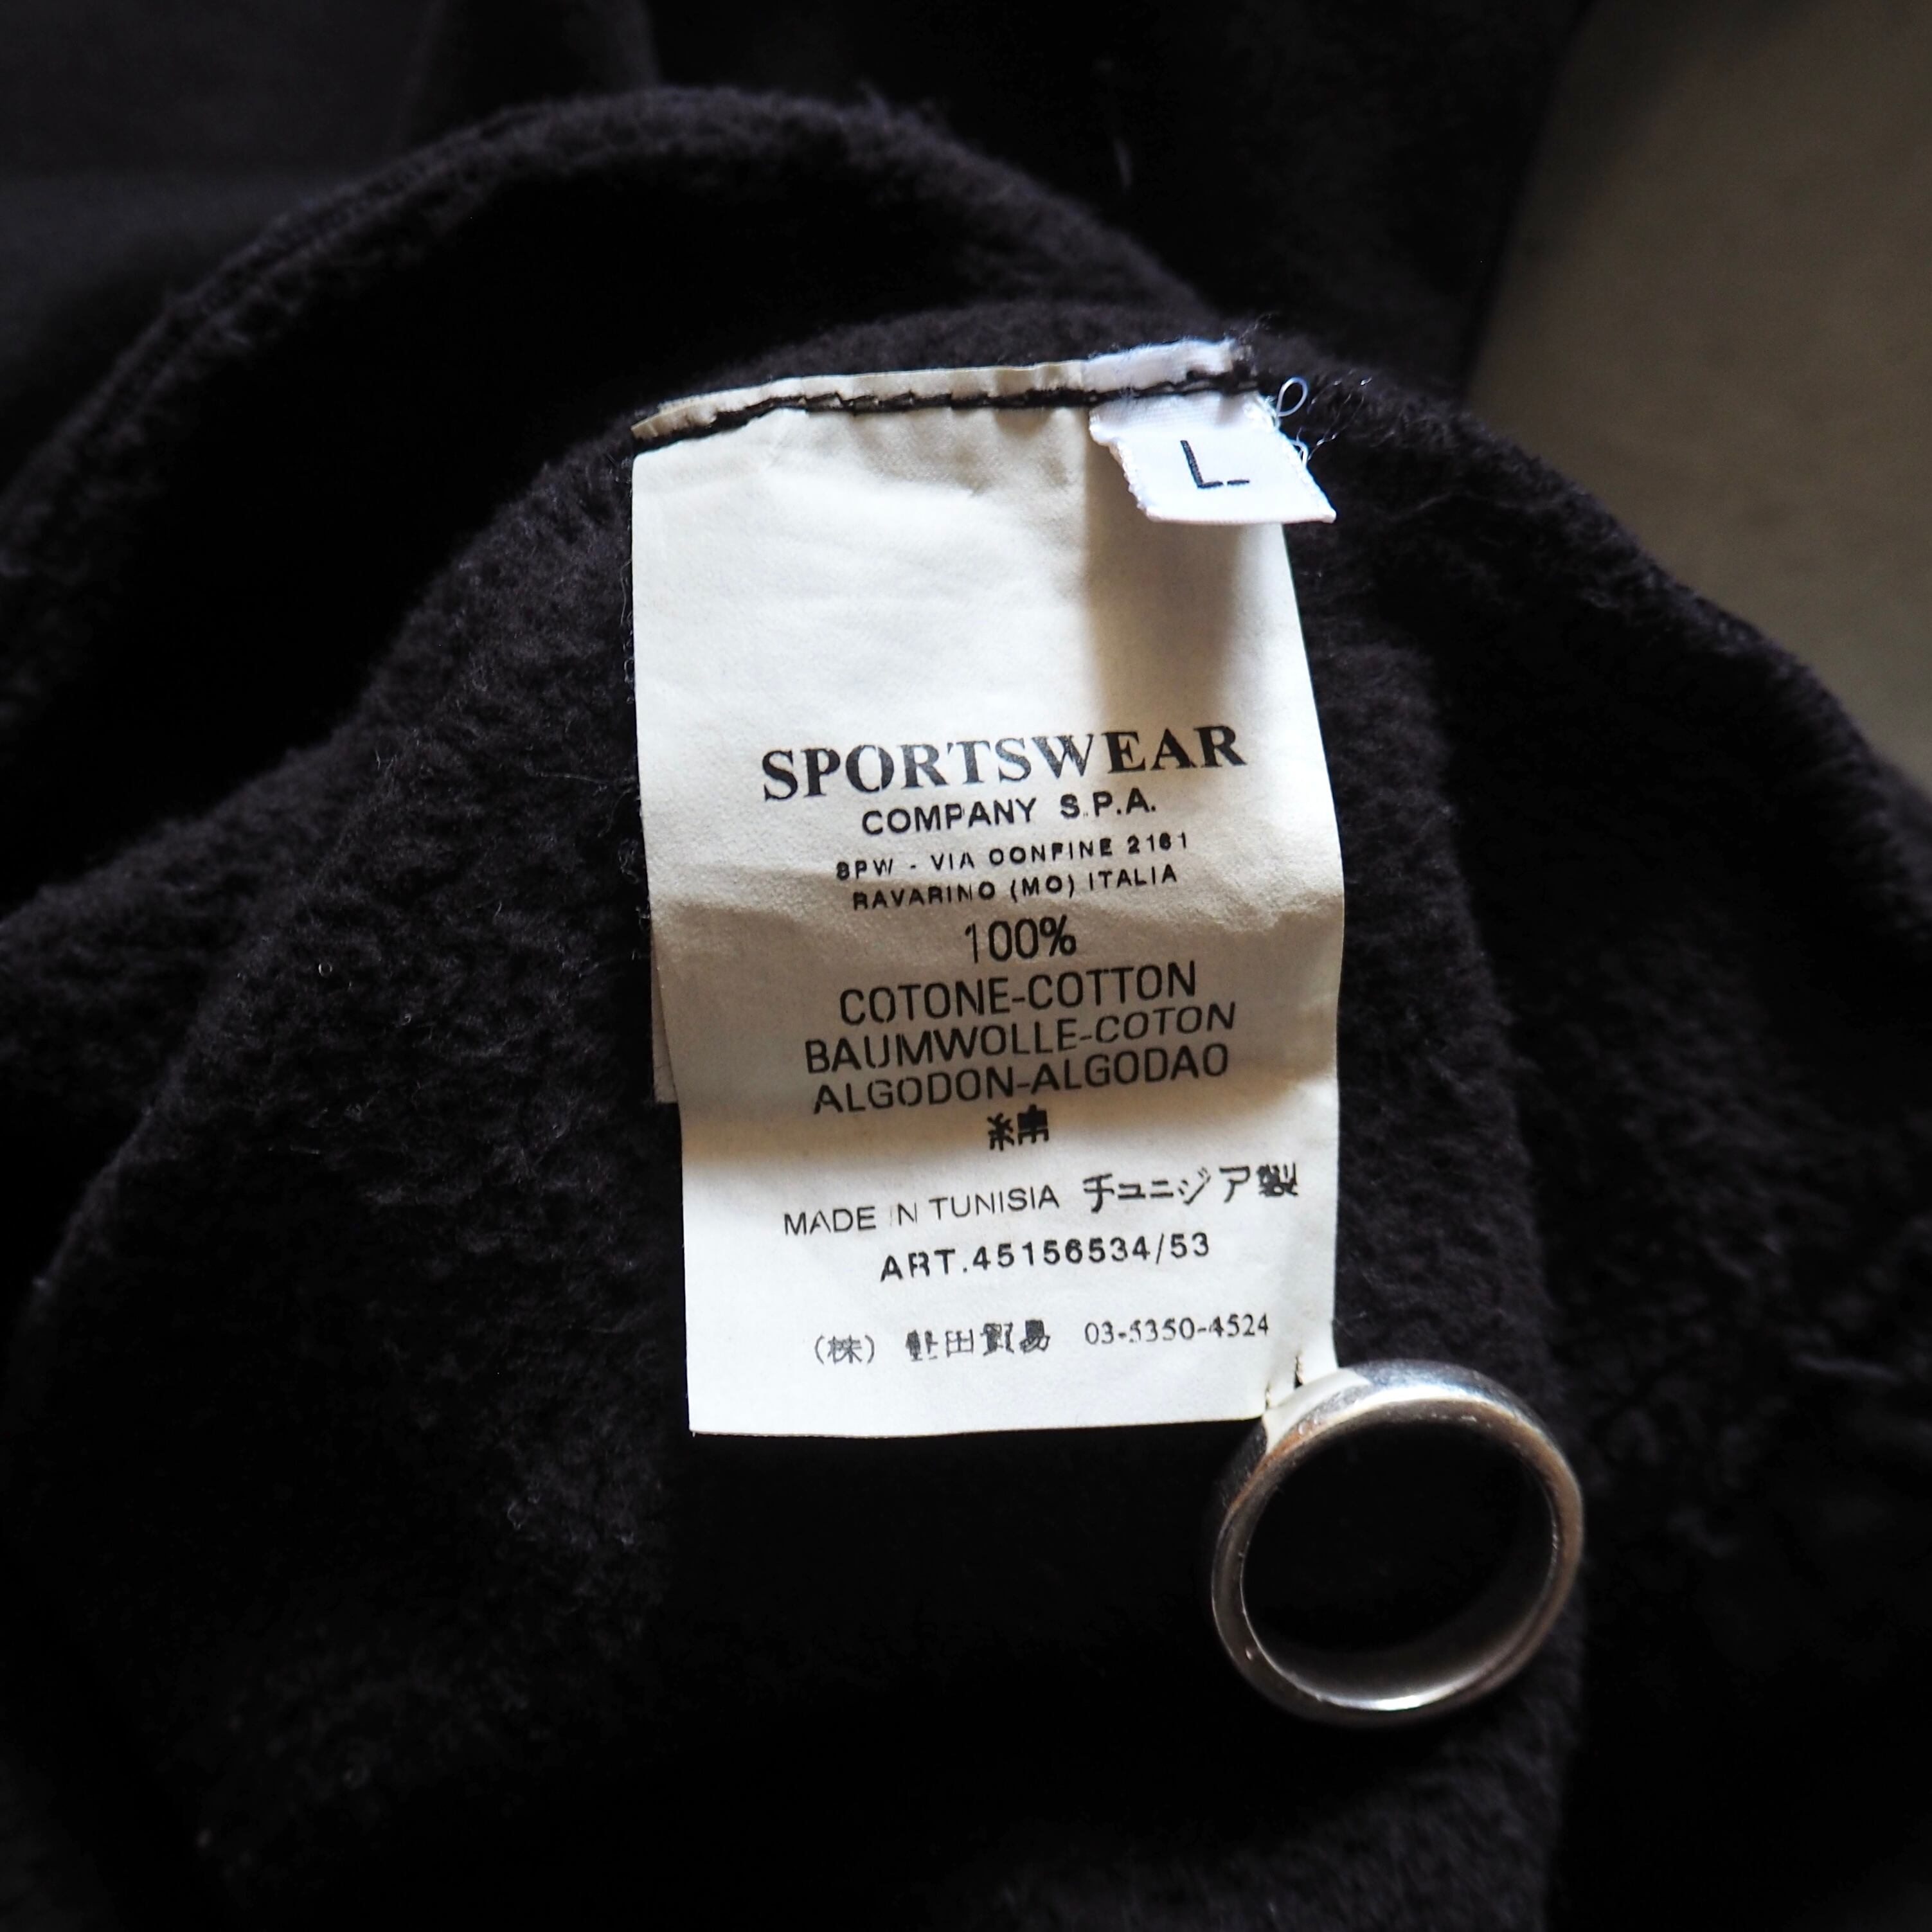 L
SPORTSWEAR
COMPANY S.P.A.
SPW - VIA CONFINE 2161
RAVARINO (MO) ITALIA
100%
COTONE-COTTON
BAUMWOLLE-COTON
ALGODON-ALGODAO
綿
MADE IN TUNISIA チュニジア製
ART.45156534/53
(株) 田貿易 03-5350-4524